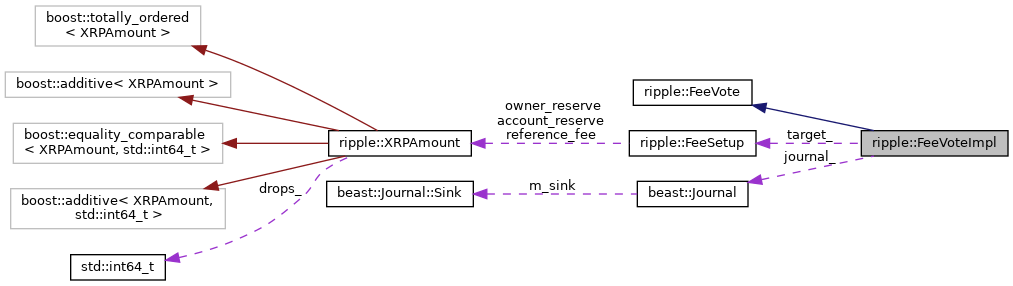 boost::totally_ordered
< XRPAmount >
boost::additive< XRPAmount >
boost::equality_comparable
< XRPAmount, std::int64_t >
boost::additive< XRPAmount,
std::int64_t >
std::int64_t
drops_
ripple::XRPAmount
beast::Journal::Sink
owner_reserve
account_reserve
reference_fee
m_sink
ripple::FeeVote
ripple::FeeSetup
beast::Journal
target_
journal_
ripple::FeeVoteImpl